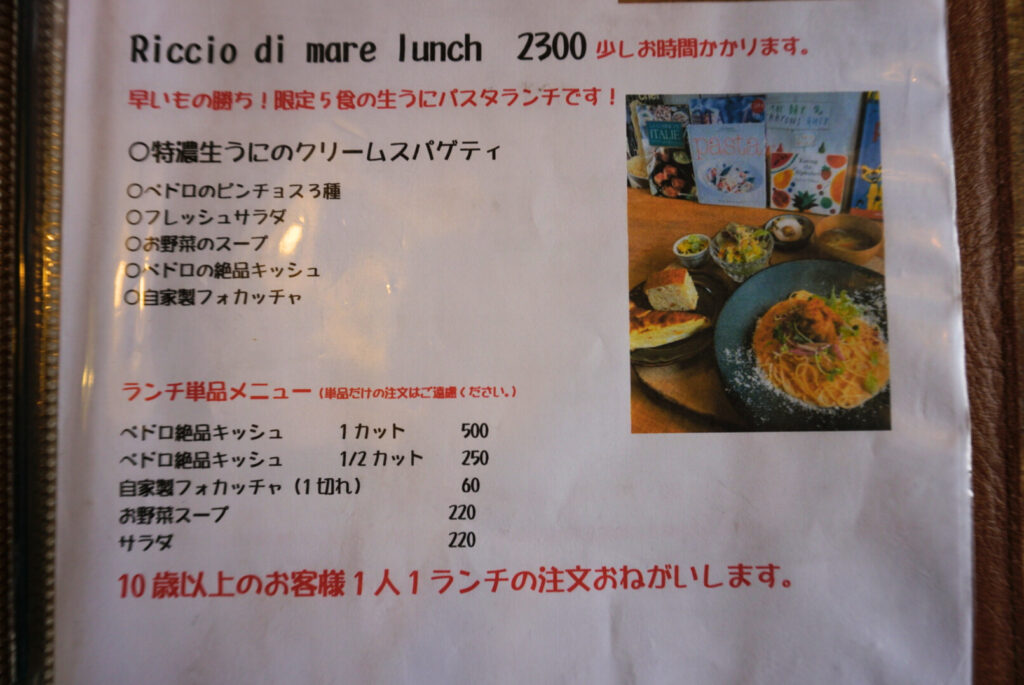 Riccio di mare lunch 2300 少しお時間かかります。
早いもの勝ち！限定５食の生うにパスタランチです！
○特濃生うにのクリームスパゲティ
○ペドロのピンチョス３種
○フレッシュサラダ
○お野菜のスープ
○ペドロの絶品キッシュ
○自家製フォカッチャ
ITALIE
pasta
ランチ単品メニュー（単品だけの注文はご遠慮ください。）
ペドロ絶品キッシュ 1カット 500
ペドロ絶品キッシュ 1/2カット 250
自家製フォカッチャ（1切れ） 60
お野菜スープ 220
サラダ 220
10歳以上のお客様１人１ランチの注文おねがいします。